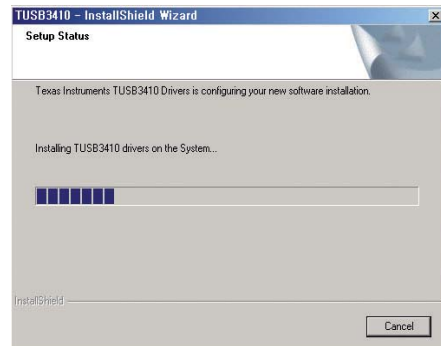 TUSB3410 - InstallShield Wizard
Setup Status
Texas Instruments TUSB3410 Drivers is configuring your new software installation.
Installing TUSB3410 drivers on the System...
InstallShield
Cancel